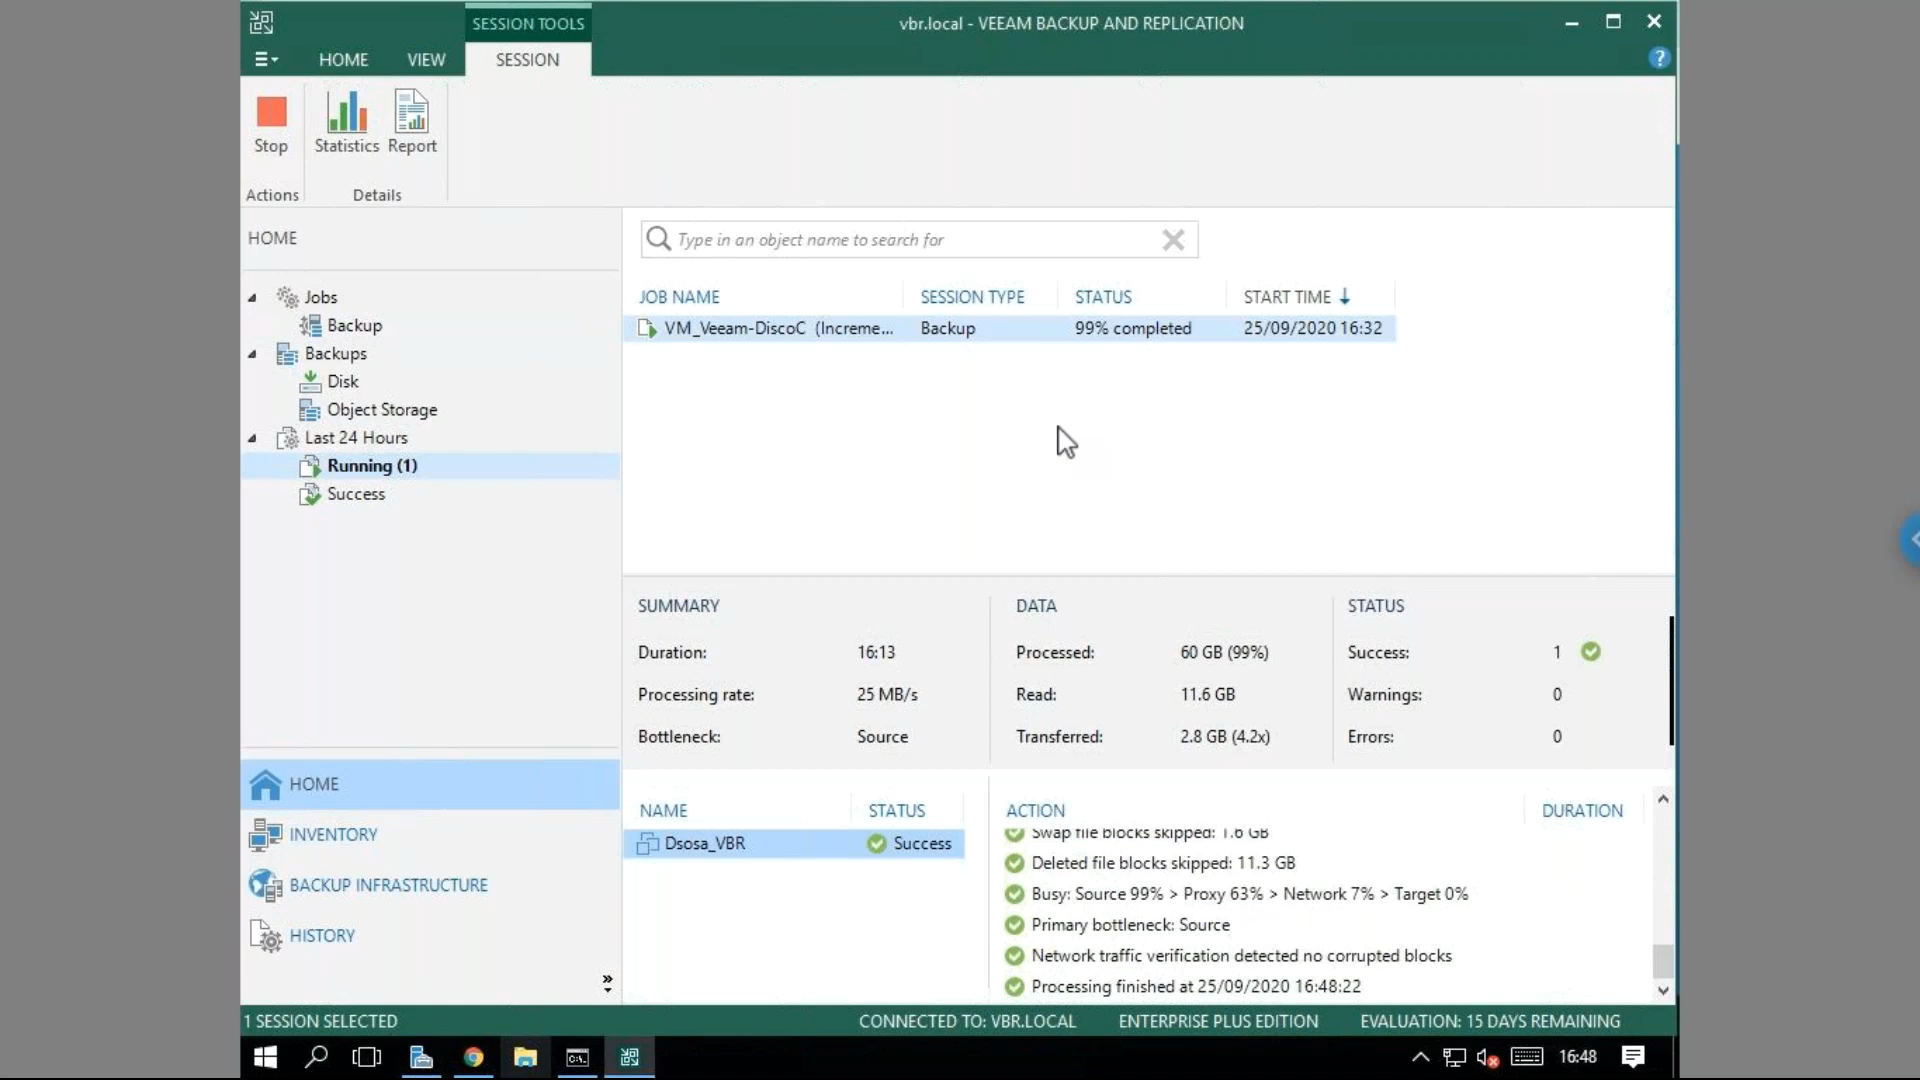 SESSION TOOLS
vbr.local - VEEAM BACKUP AND REPLICATION
HOME
VIEW
SESSION
?
Stop
Statistics
Report
Actions
Details
HOME
Type in an object name to search for
Jobs
Backup
Backups
Disk
Object Storage
Last 24 Hours
Running (1)
Success
JOB NAME
SESSION TYPE
STATUS
START TIME
VM_Veeam-DiscoC (Increme...
Backup
99% completed
25/09/2020 16:32
SUMMARY
Duration: 16:13
Processing rate: 25 MB/s
Bottleneck: Source
DATA
Processed: 60 GB (99%)
Read: 11.6 GB
Transferred: 2.8 GB (4.2x)
STATUS
Success: 1
Warnings: 0
Errors: 0
HOME
INVENTORY
BACKUP INFRASTRUCTURE
HISTORY
NAME
STATUS
Dsosa_VBR
Success
ACTION
DURATION
Swap file blocks skipped: 1.6 GB
Deleted file blocks skipped: 11.3 GB
Busy: Source 99% > Proxy 63% > Network 7% > Target 0%
Primary bottleneck: Source
Network traffic verification detected no corrupted blocks
Processing finished at 25/09/2020 16:48:22
1 SESSION SELECTED
CONNECTED TO: VBR.LOCAL
ENTERPRISE PLUS EDITION
EVALUATION: 15 DAYS REMAINING
16:48